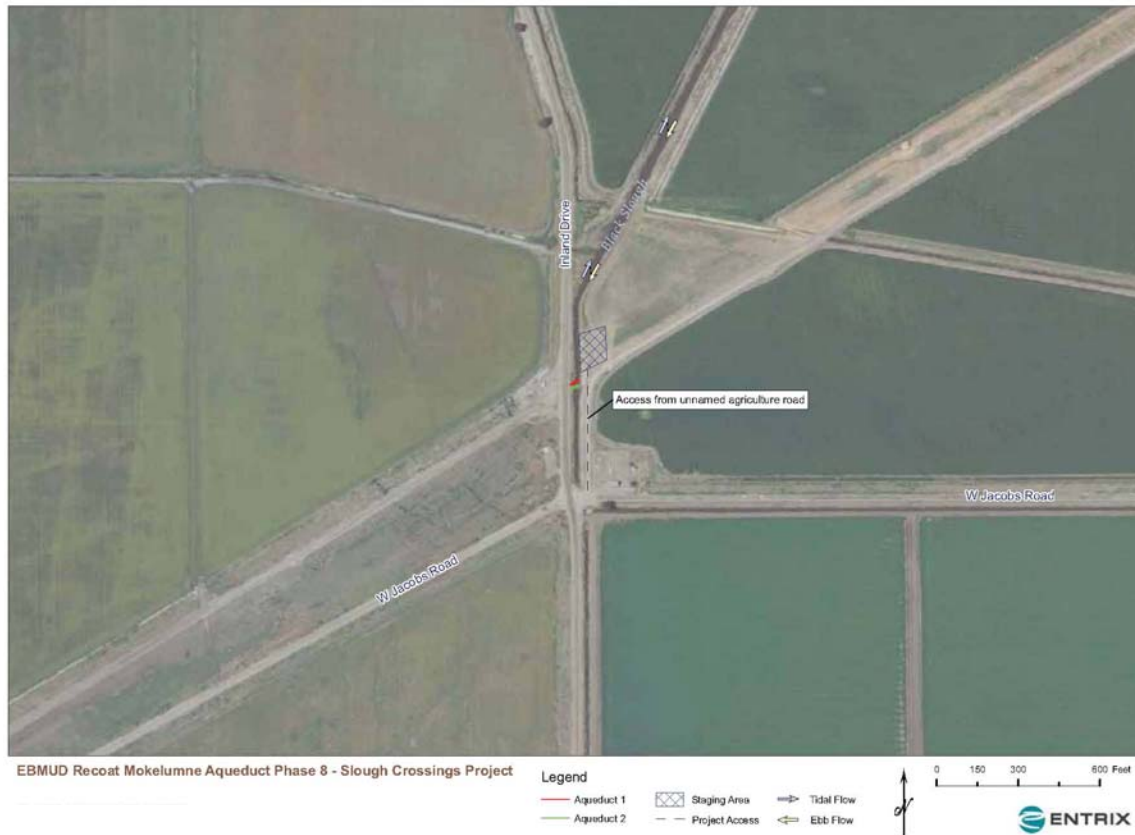 Inland Drive
Black Slough
Access from unnamed agriculture road
W Jacobs Road
W Jacobs Road
EBMUD Recoat Mokelumne Aqueduct Phase 8 - Slough Crossings Project
Legend
Aqueduct 1
Aqueduct 2
Staging Area
Project Access
Tidal Flow
Ebb Flow
N
0 150 300 600 Feet
ENTRIX